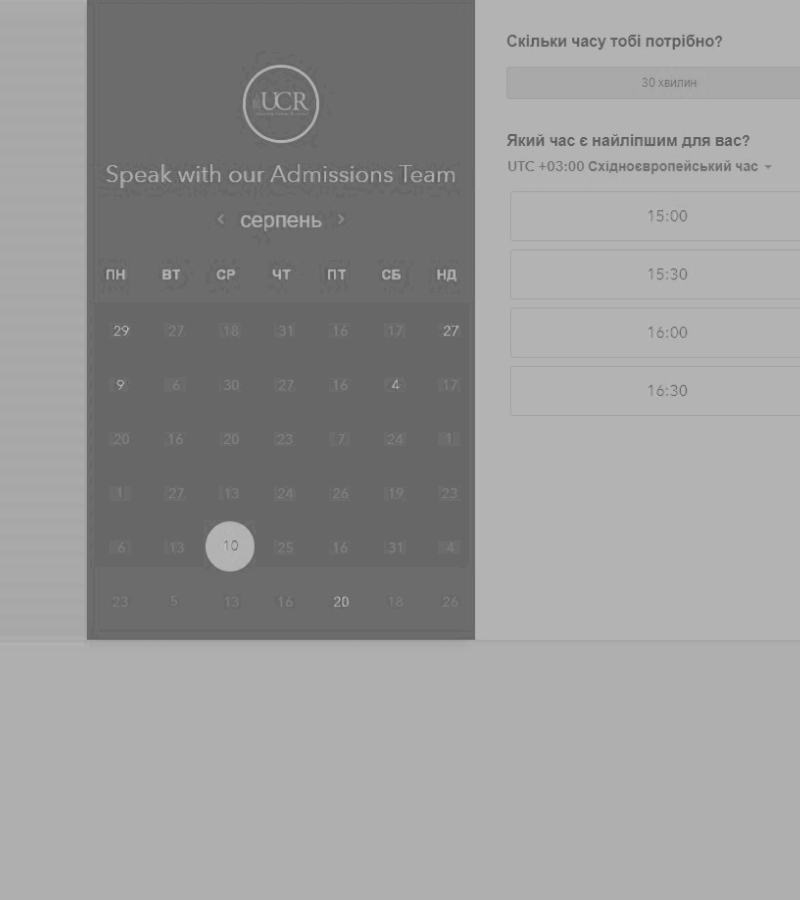 UCR
Speak with our Admissions Team
серпень
ПН ВТ СР ЧТ ПТ СБ НД
29 27 18 31 16 17 27
9 6 30 27 16 4 17
20 16 20 23 7 24 1
1 27 13 24 26 19 23
6 13 10 25 16 31 4
23 5 13 16 20 18 26
Скільки часу тобі потрібно?
30 хвилин
Який час є найліпшим для вас?
UTC +03:00 Східноєвропейський час
15:00
15:30
16:00
16:30